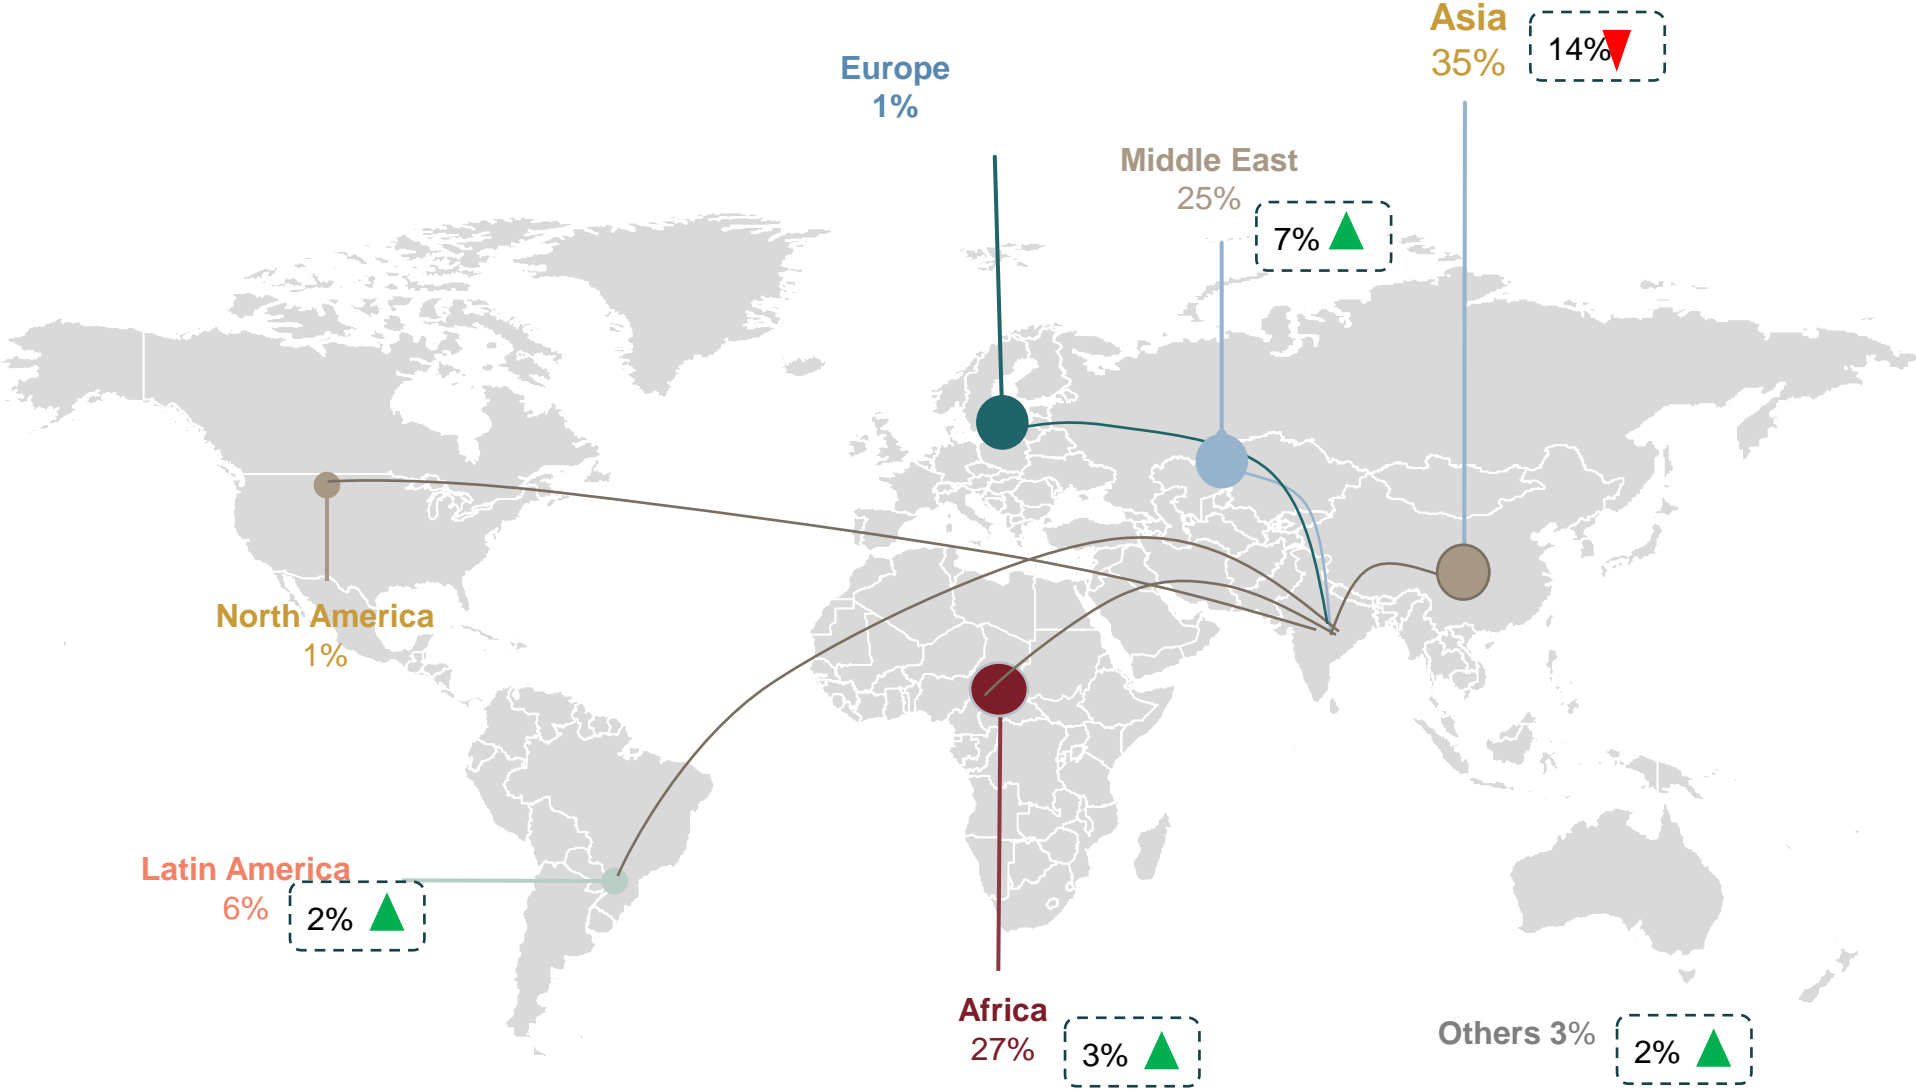 Asia
35%
14%
Europe
1%
Middle East
25%
7%
North America
1%
Latin America
6%
2%
Africa
27%
3%
Others 3%
2%